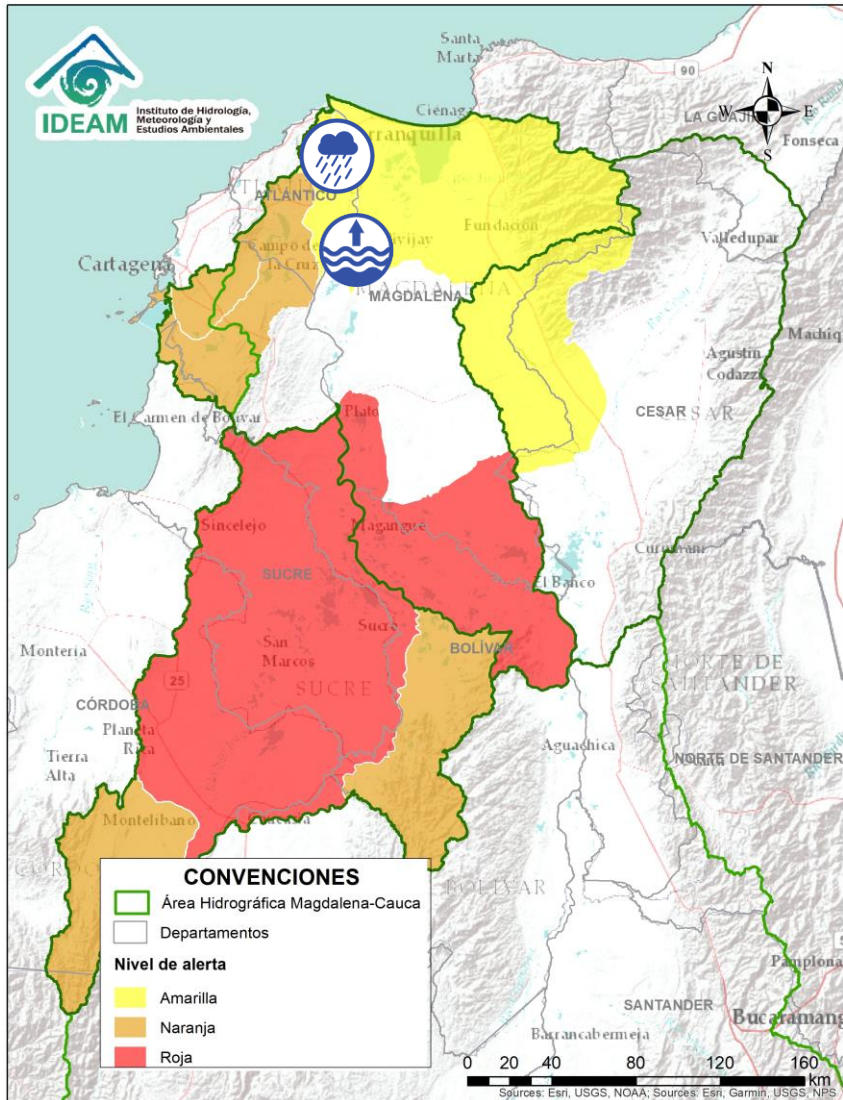 Santa
Marta
90
N
W E
S
IDEAM
Instituto de Hidrología,
Meteorología y
Estudios Ambientales
Ciénaga
LA GUAJI
Fonseca
ATLÁNTICO
Fundación
Valledupar
Cartagena
Campo de
la Cruz
MAGDALENA
Agustín
Codazzi
El Carmen de Bolívar
Plato
CESAR
Sincelejo
Magangué
SUCRE
Curumaní
El Banco
Montería
San
Marcos
Sucre
BOLÍVAR
25
SUCRE
NORTE DE
SANTANDER
CÓRDOBA
Planeta
Rica
Tierra
Alta
Aguachica
NORTE DE SANTANDER
Montelíbano
Caucasia
CONVENCIONES
Área Hidrográfica Magdalena-Cauca
Departamentos
Nivel de alerta
Amarilla
Naranja
Roja
BOLÍVAR
Pamplona
SANTANDER
Bucaramang
Barrancabermeja
0 20 40 80 120 160
Km
Sources: Esri, USGS, NOAA; Sources: Esri, Garmin, USGS, NPS